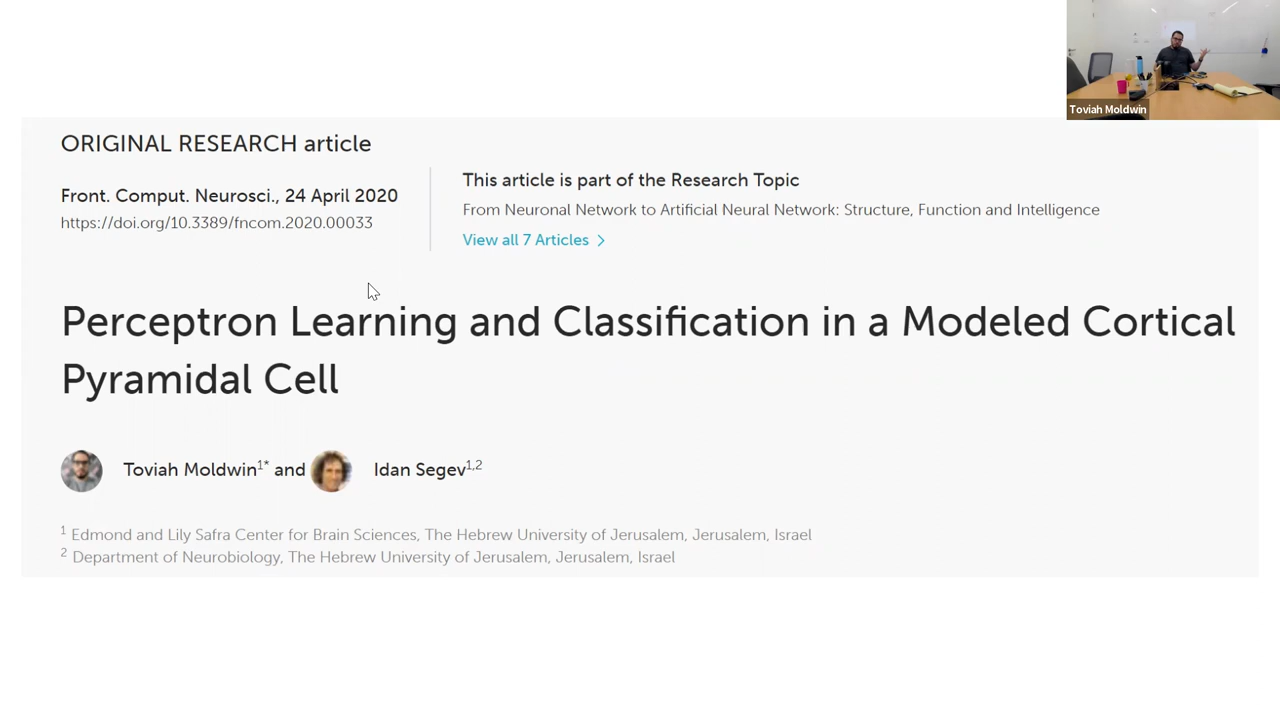 Toviah Moldwin
ORIGINAL RESEARCH article
Front. Comput. Neurosci., 24 April 2020
https://doi.org/10.3389/fncom.2020.00033
This article is part of the Research Topic
From Neuronal Network to Artificial Neural Network: Structure, Function and Intelligence
View all 7 Articles >
Perceptron Learning and Classification in a Modeled Cortical
Pyramidal Cell
Toviah Moldwin1* and Idan Segev1,2
1 Edmond and Lily Safra Center for Brain Sciences, The Hebrew University of Jerusalem, Jerusalem, Israel
2 Department of Neurobiology, The Hebrew University of Jerusalem, Jerusalem, Israel